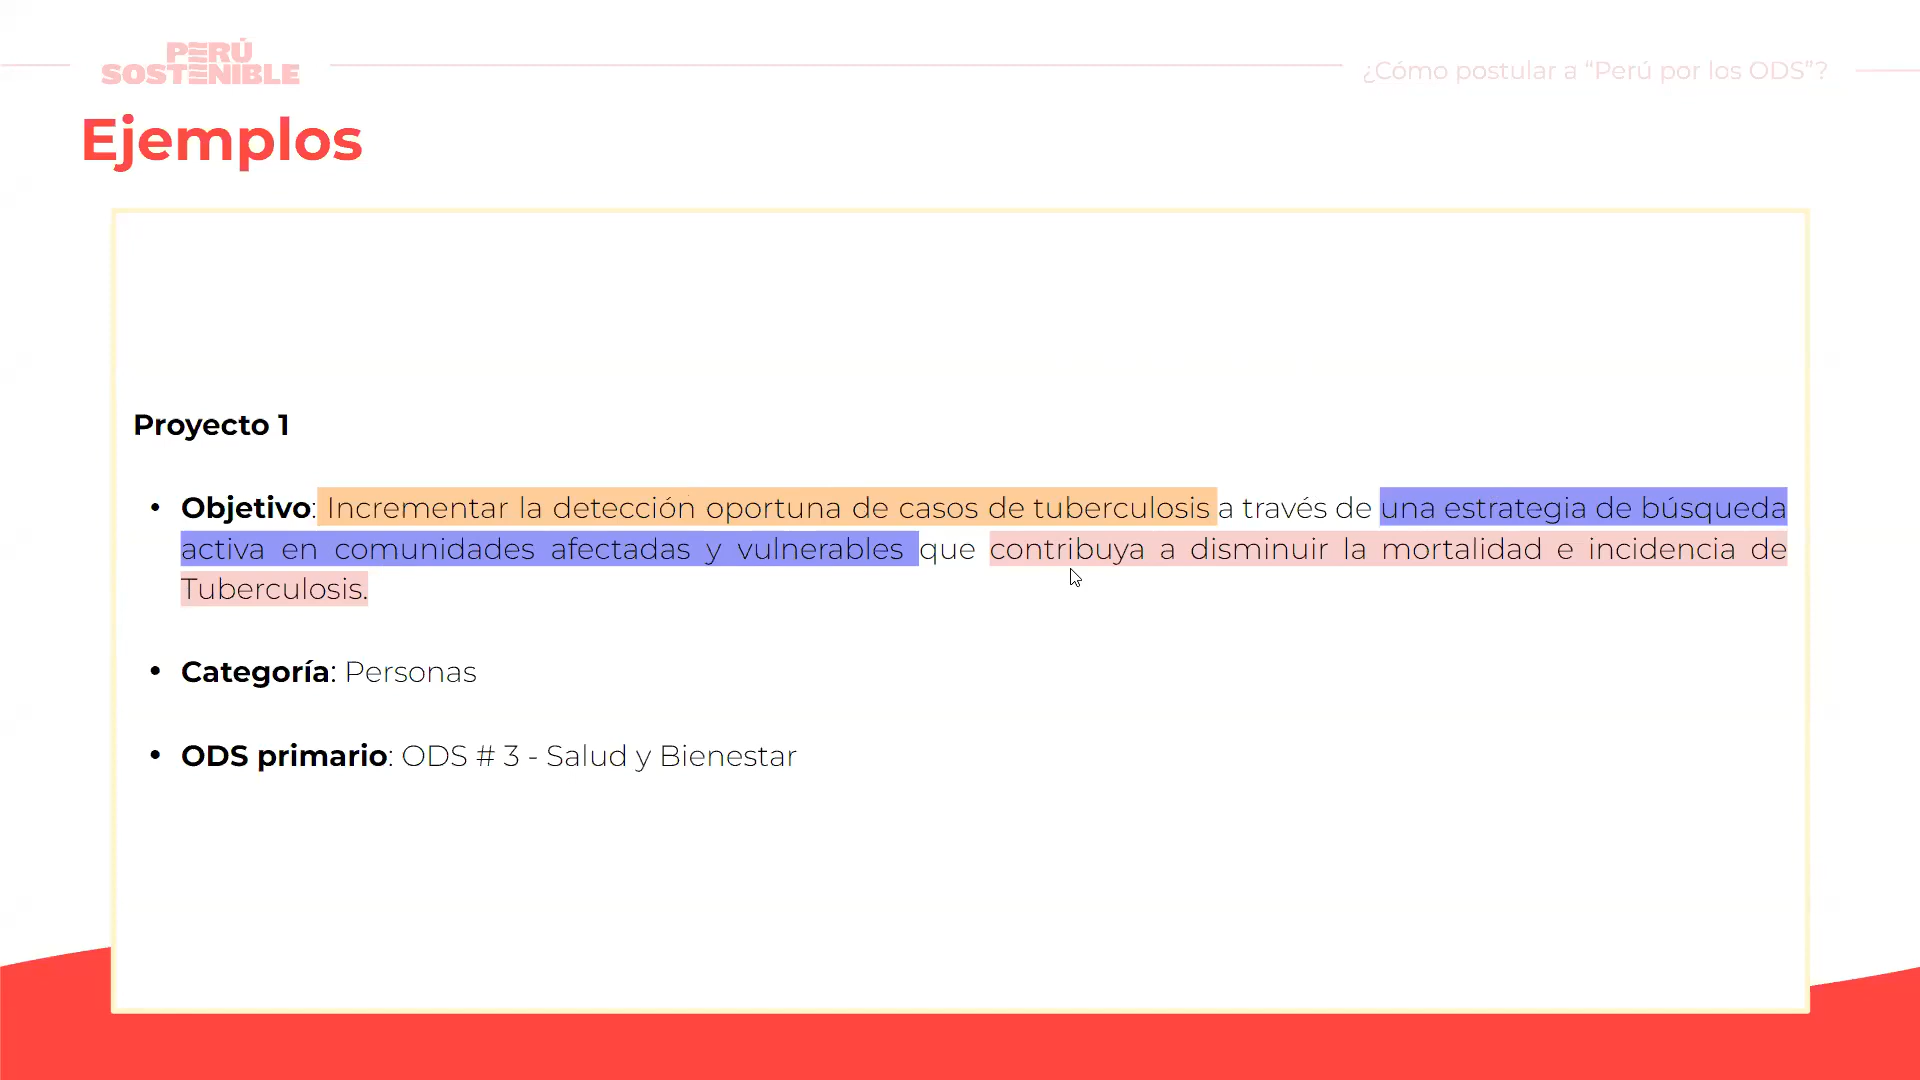 PERÚ
SOSTENIBLE
¿Cómo postular a “Perú por los ODS”?
Ejemplos
Proyecto 1
• Objetivo: Incrementar la detección oportuna de casos de tuberculosis a través de una estrategia de búsqueda
activa en comunidades afectadas y vulnerables que contribuya a disminuir la mortalidad e incidencia de
Tuberculosis.
• Categoría: Personas
• ODS primario: ODS # 3 - Salud y Bienestar